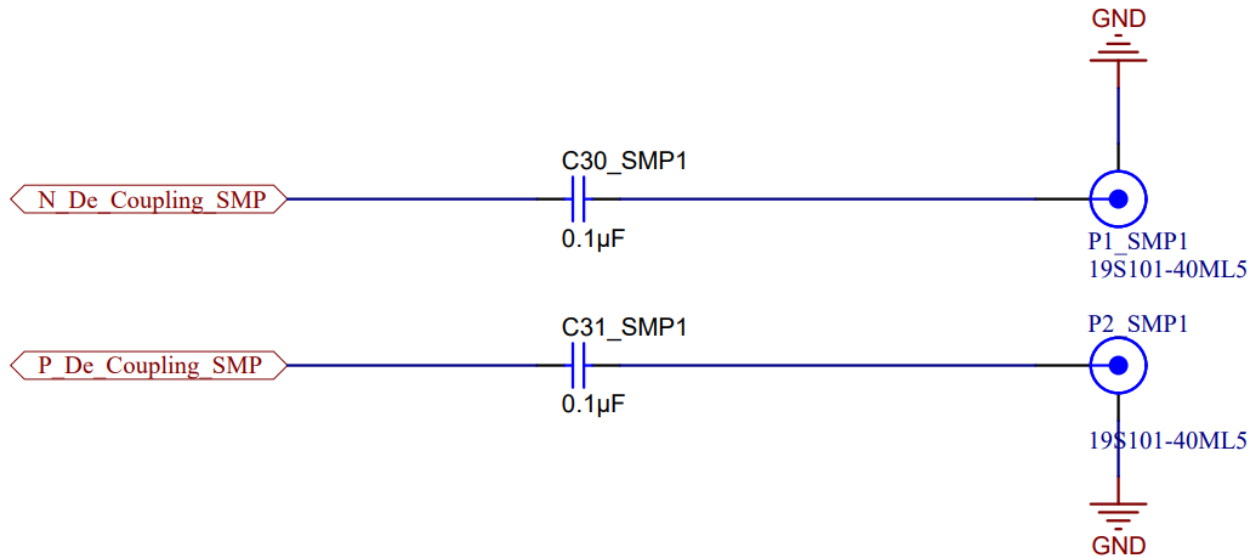 GND
C30_SMP1
N_De_Coupling_SMP
0.1µF
P1_SMP1
19S101-40ML5
C31_SMP1
P2_SMP1
P_De_Coupling_SMP
0.1µF
19S101-40ML5
GND